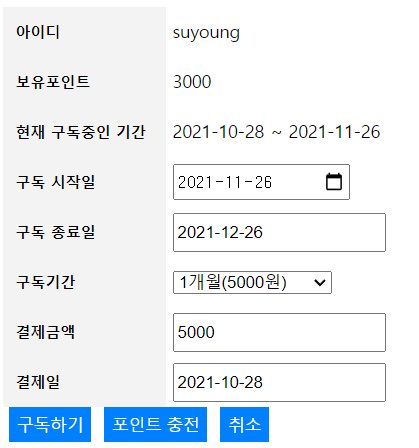 아이디 suyoung
보유포인트 3000
현재 구독중인 기간 2021-10-28 ~ 2021-11-26
구독 시작일 2021-11-26
구독 종료일 2021-12-26
구독기간 1개월(5000원)
결제금액 5000
결제일 2021-10-28
구독하기 포인트 충전 취소